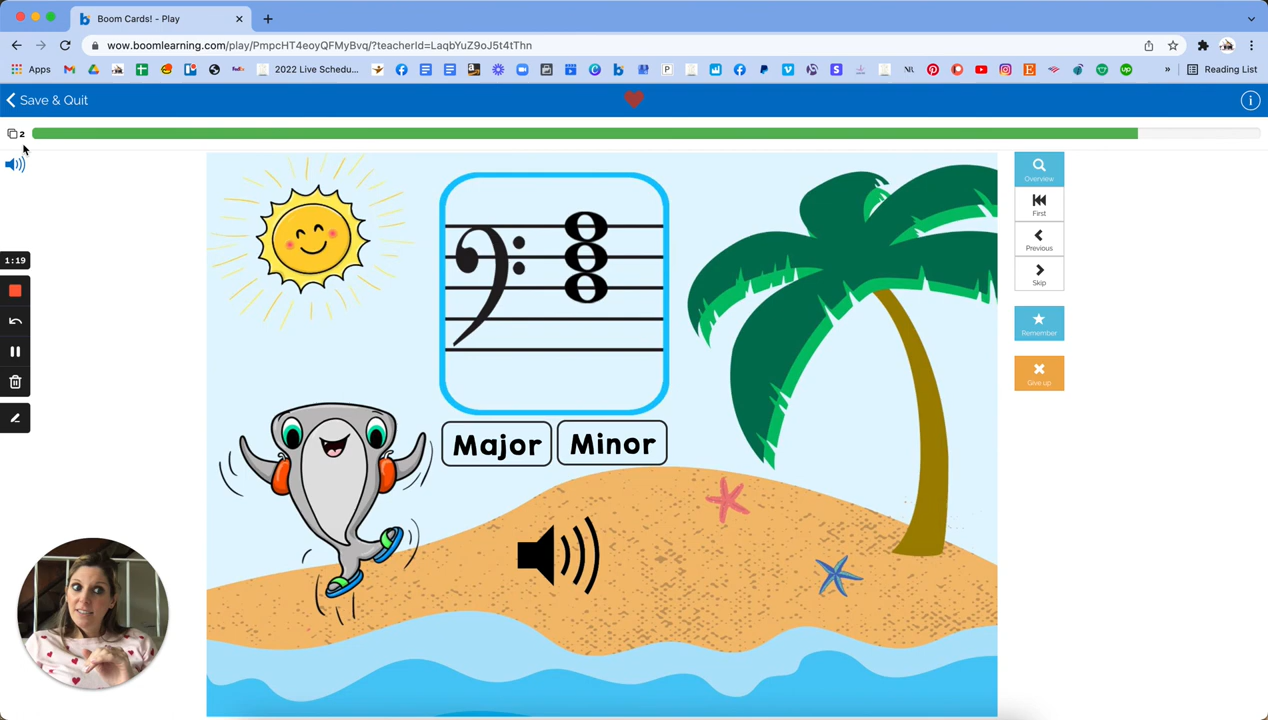 Boom Cards! - Play
wow.boomlearning.com/play/PmpcHT4eoyQFMyBvq/?teacherId=LaqbYuZ9oJ5t4tThn
Apps
2022 Live Schedu...
Reading List
Save & Quit
2
Overview
First
Previous
Skip
Remember
Give up
1:19
Major Minor